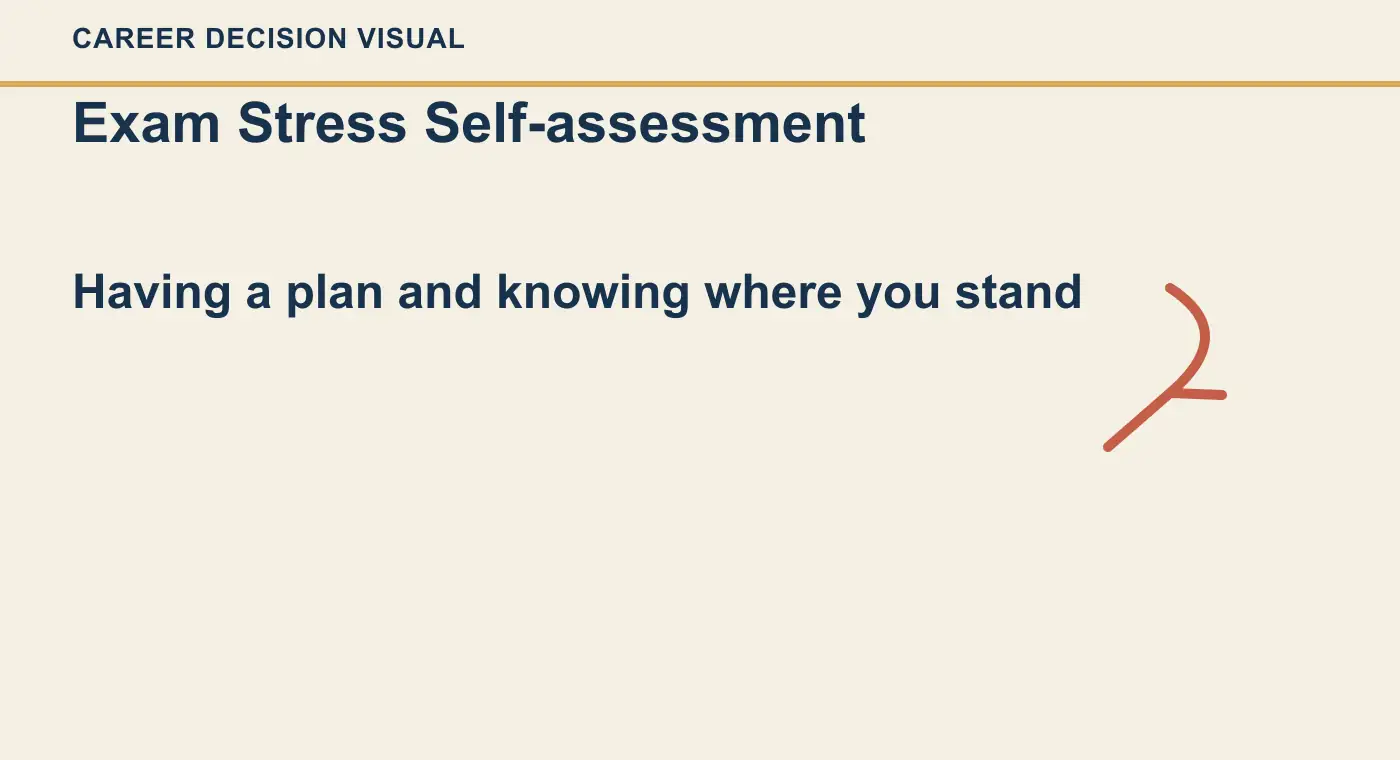 CAREER DECISION VISUAL
Exam Stress Self-assessment
Having a plan and knowing where you stand